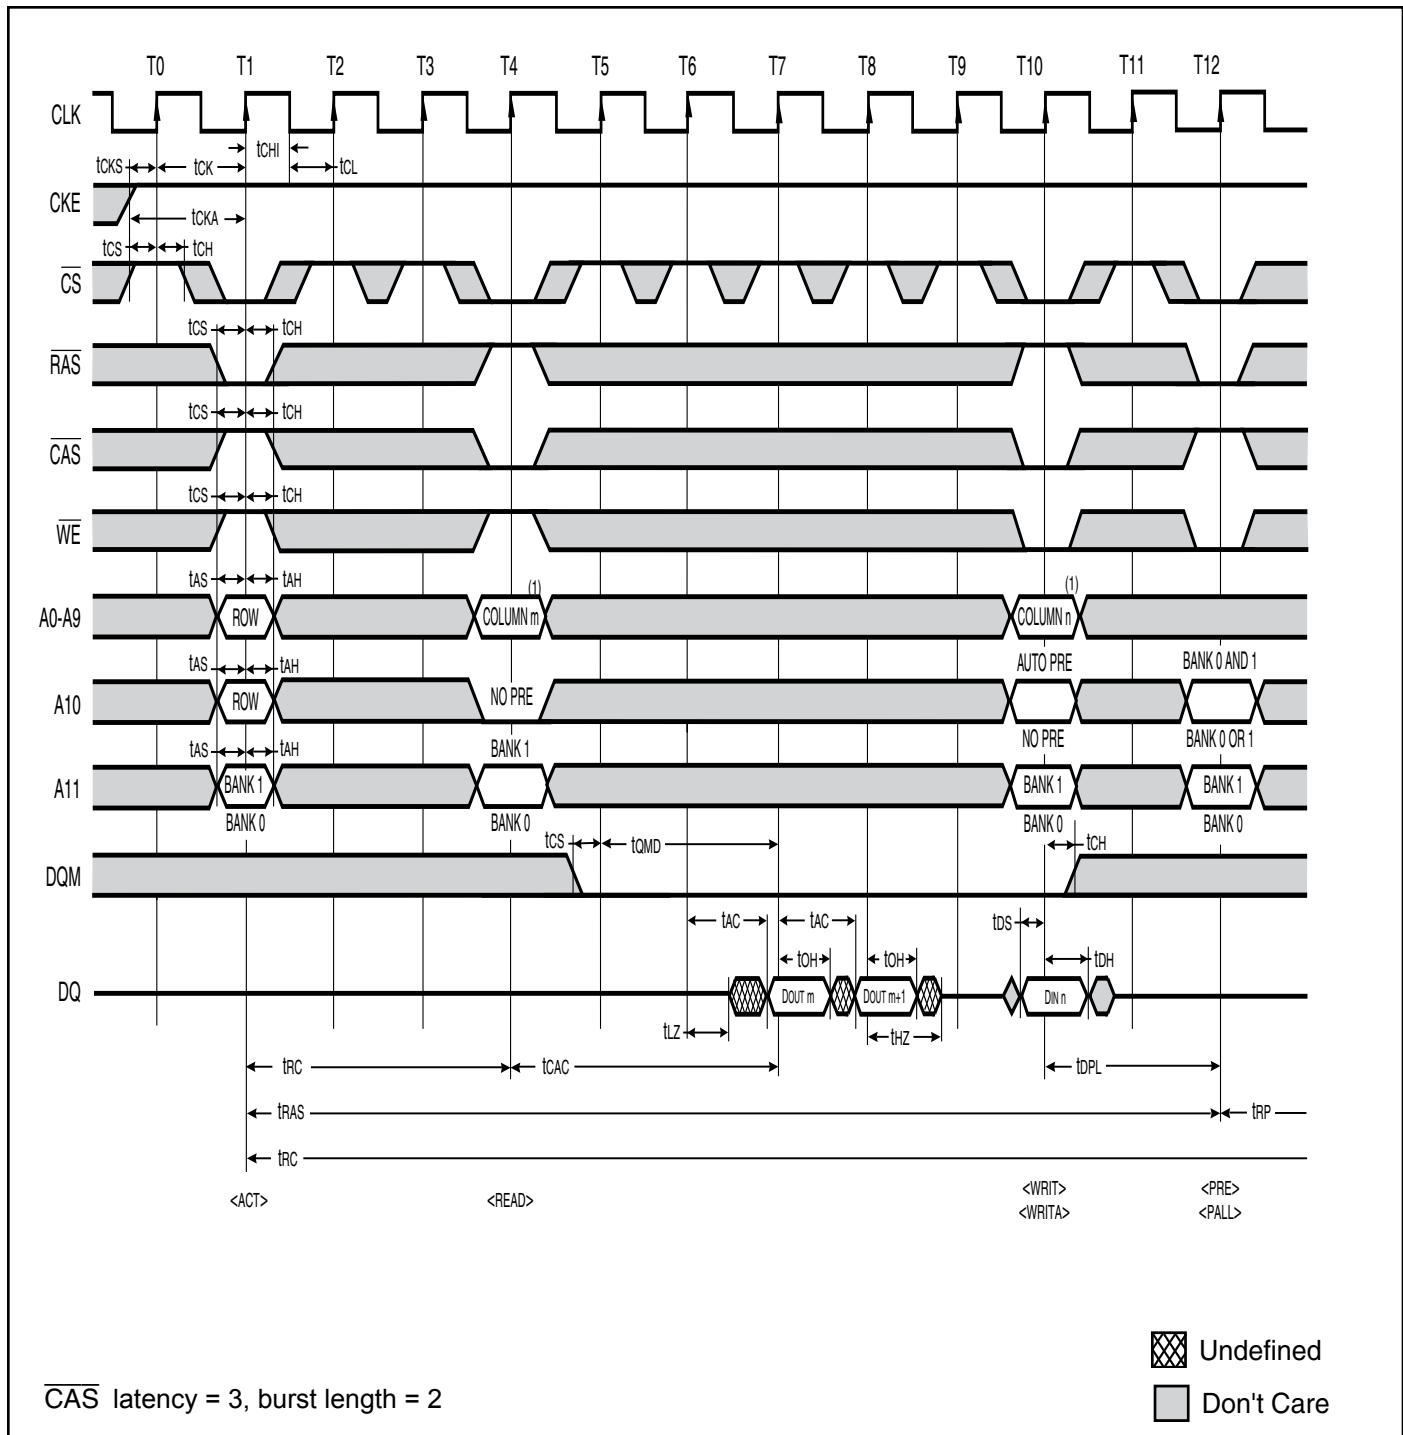 T0 T1 T2 T3 T4 T5 T6 T7 T8 T9 T10 T11 T12
CLK
tCHI
tCKS tCK tCL
CKE
tCKA
tCS tCH
CS
tCS tCH
RAS
tCS tCH
CAS
tCS tCH
WE
tAS tAH (1) (1)
A0-A9 ROW COLUMN m COLUMN n
tAS tAH AUTO PRE BANK 0 AND 1
A10 ROW NO PRE
NO PRE BANK 0 OR 1
tAS tAH BANK 1
A11 BANK 1 BANK 1 BANK 1
BANK 0 BANK 0 BANK 0 BANK 0
tCS tQMD tCH
DQM
tAC tAC tDS
tOH tOH tDH
DQ DOUT m DOUT m+1 DIN n
tLZ tHZ
tRC tCAC tDPL
tRAS tRP
tRC
<ACT> <READ> <WRIT> <PRE>
<WRITA> <PALL>
Undefined
CAS latency = 3, burst length = 2
Don't Care